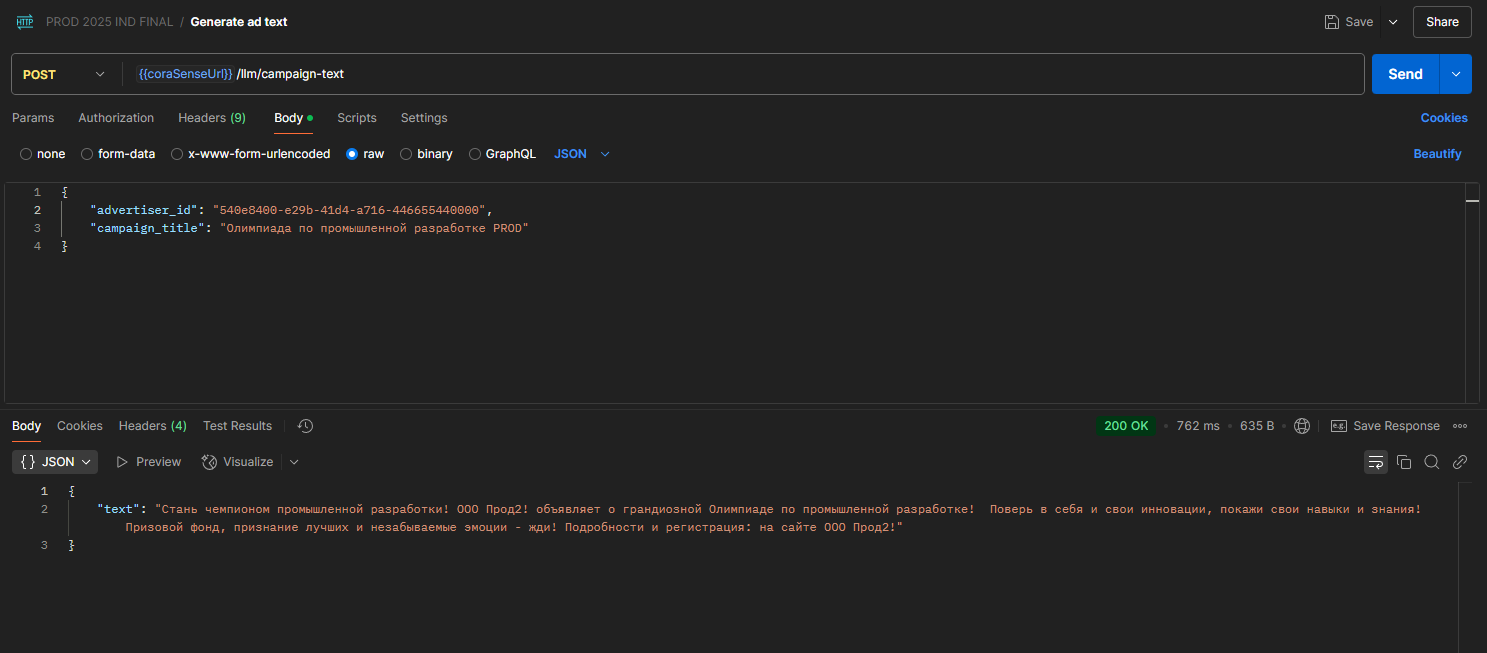 HTTP PROD 2025 IND FINAL / Generate ad text Save Share
POST {{coraSenseUrl}} /llm/campaign-text Send
Params Authorization Headers (9) Body Scripts Settings Cookies
none form-data x-www-form-urlencoded raw binary GraphQL JSON Beautify
1 {
2 "advertiser_id": "540e8400-e29b-41d4-a716-446655440000",
3 "campaign_title": "Олимпиада по промышленной разработке PROD"
4 }
Body Cookies Headers (4) Test Results 200 OK • 762 ms • 635 B • e.g. Save Response
{} JSON Preview Visualize
1 {
2 "text": "Стань чемпионом промышленной разработки! ООО Прод2! объявляет о грандиозной Олимпиаде по промышленной разработке!  Поверь в себя и свои инновации, покажи свои навыки и знания!
Призовой фонд, признание лучших и незабываемые эмоции - жди! Подробности и регистрация: на сайте ООО Прод2!"
3 }